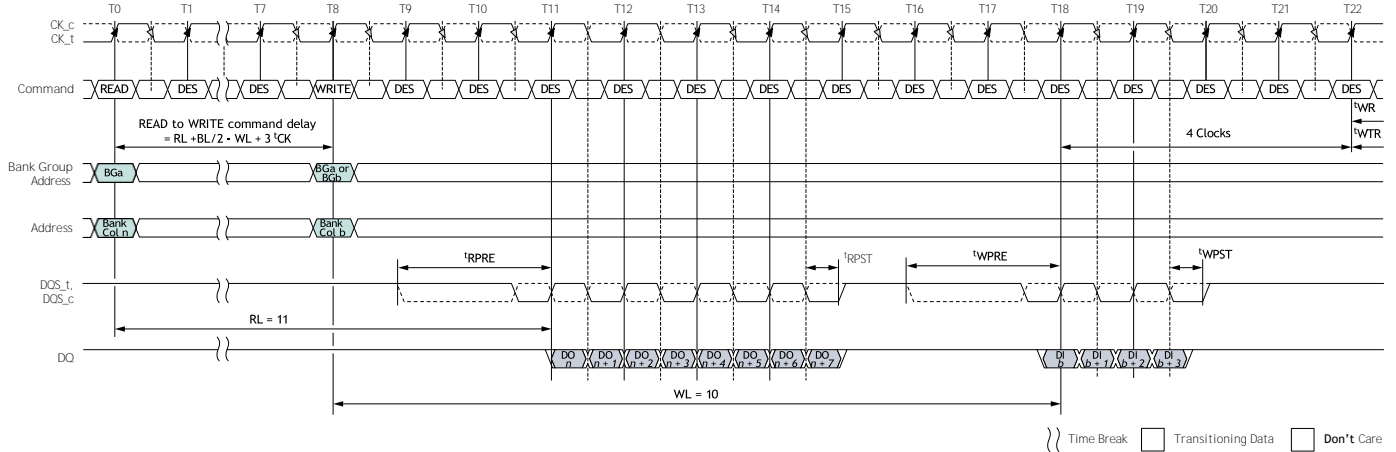 T0 T1 T7 T8 T9 T10 T11 T12 T13 T14 T15 T16 T17 T18 T19 T20 T21 T22
CK_c
CK_t
Command READ DES DES WRITE DES DES DES DES DES DES DES DES DES DES DES DES DES DES
tWR
READ to WRITE command delay
= RL +BL/2 - WL + 3 tCK
4 Clocks
tWTR
Bank Group
Address
BGa
BGa or
BGb
Address
Bank
Col n
Bank
Col b
tRPRE
tRPST
tWPRE
tWPST
DQS_t,
DQS_c
RL = 11
DQ
DO
n
DO
n + 1
DO
n + 2
DO
n + 3
DO
n + 4
DO
n + 5
DO
n + 6
DO
n + 7
DI
b
DI
b + 1
DI
b + 2
DI
b + 3
WL = 10
Time Break Transitioning Data Don't Care